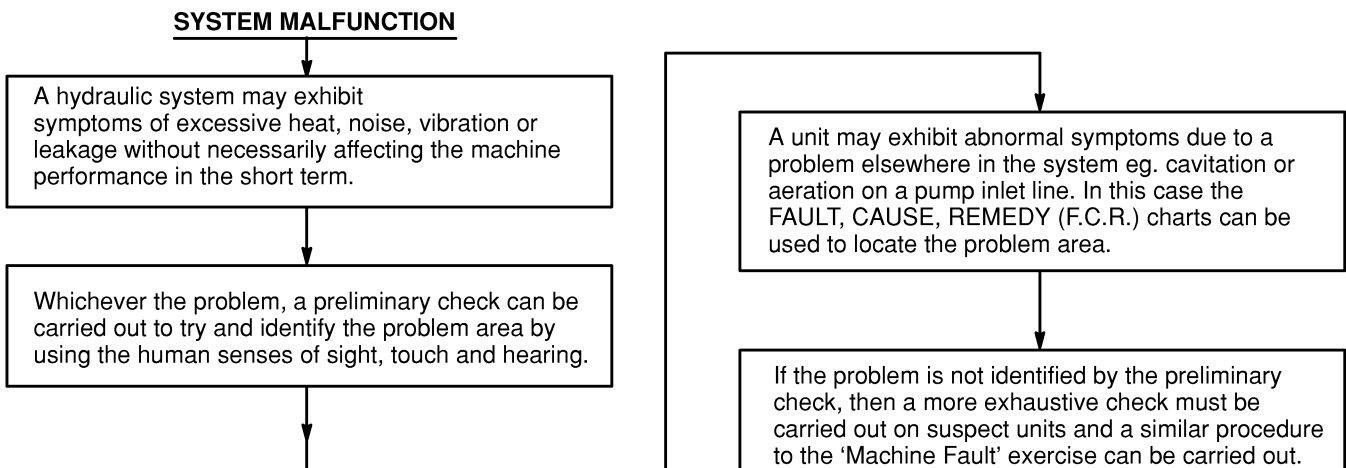 SYSTEM MALFUNCTION
A hydraulic system may exhibit
symptoms of excessive heat, noise, vibration or
leakage without necessarily affecting the machine
performance in the short term.
Whichever the problem, a preliminary check can be
carried out to try and identify the problem area by
using the human senses of sight, touch and hearing.
A unit may exhibit abnormal symptoms due to a
problem elsewhere in the system eg. cavitation or
aeration on a pump inlet line. In this case the
FAULT, CAUSE, REMEDY (F.C.R.) charts can be
used to locate the problem area.
If the problem is not identified by the preliminary
check, then a more exhaustive check must be
carried out on suspect units and a similar procedure
to the ‘Machine Fault’ exercise can be carried out.